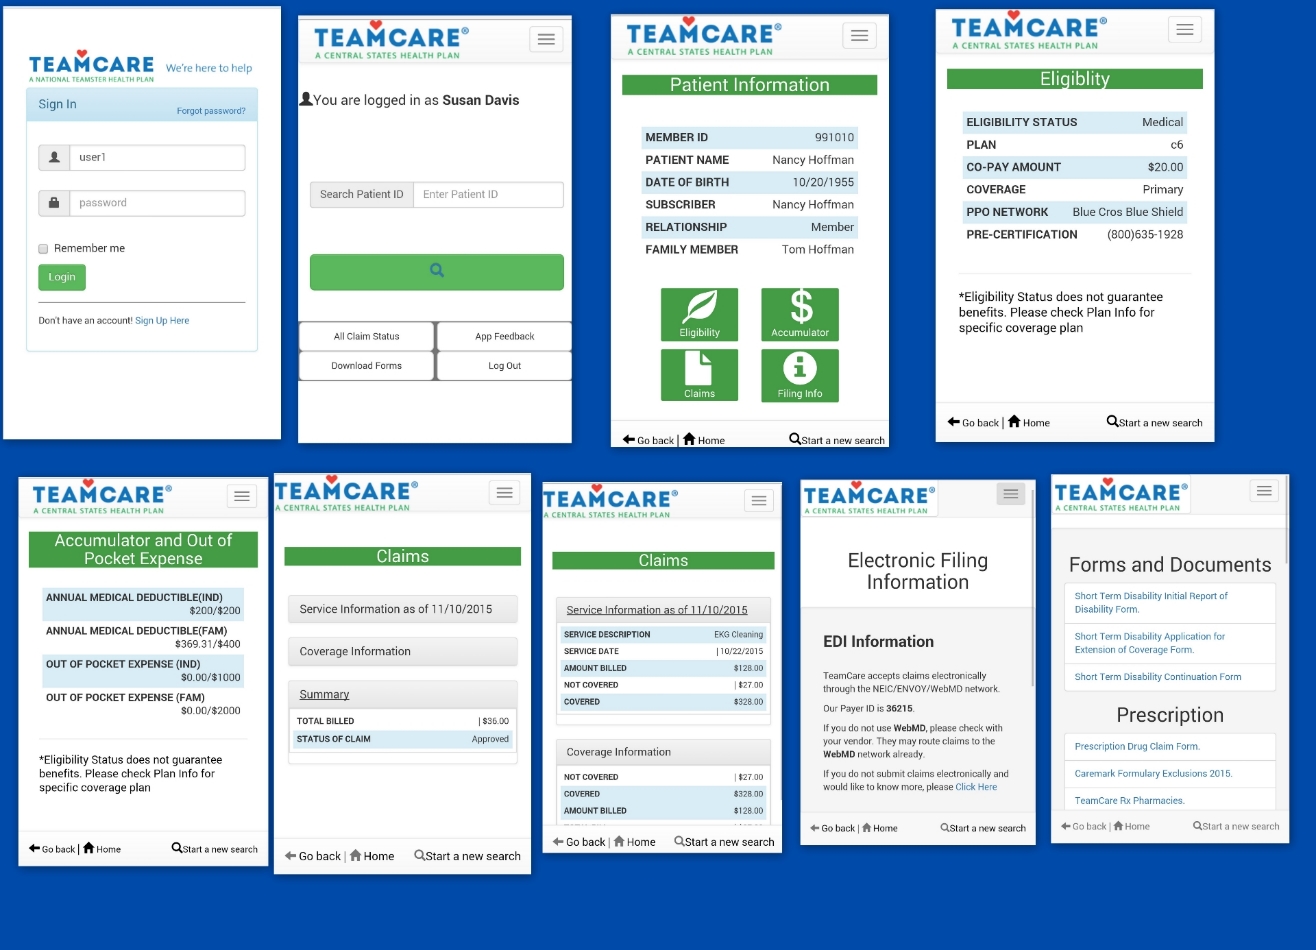 TEAMCARE
A NATIONAL TEAMSTER HEALTH PLAN
We're here to help
Sign In
Forgot password?
user1
password
Remember me
Login
Don't have an account! Sign Up Here
TEAMCARE®
A CENTRAL STATES HEALTH PLAN
You are logged in as Susan Davis
Search Patient ID Enter Patient ID
All Claim Status App Feedback
Download Forms Log Out
TEAMCARE®
A CENTRAL STATES HEALTH PLAN
Patient Information
MEMBER ID 991010
PATIENT NAME Nancy Hoffman
DATE OF BIRTH 10/20/1955
SUBSCRIBER Nancy Hoffman
RELATIONSHIP Member
FAMILY MEMBER Tom Hoffman
Eligibility $ Accumulator
Claims Filing Info
Go back | Home Start a new search
TEAMCARE®
A CENTRAL STATES HEALTH PLAN
Eligiblity
ELIGIBILITY STATUS Medical
PLAN c6
CO-PAY AMOUNT $20.00
COVERAGE Primary
PPO NETWORK Blue Cros Blue Shield
PRE-CERTIFICATION (800)635-1928
*Eligibility Status does not guarantee
benefits. Please check Plan Info for
specific coverage plan
Go back | Home Start a new search
TEAMCARE®
A CENTRAL STATES HEALTH PLAN
Accumulator and Out of
Pocket Expense
ANNUAL MEDICAL DEDUCTIBLE(IND)
$200/$200
ANNUAL MEDICAL DEDUCTIBLE(FAM)
$369.31/$400
OUT OF POCKET EXPENSE (IND)
$0.00/$1000
OUT OF POCKET EXPENSE (FAM)
$0.00/$2000
*Eligibility Status does not guarantee
benefits. Please check Plan Info for
specific coverage plan
Go back | Home Start a new search
TEAMCARE®
A CENTRAL STATES HEALTH PLAN
Claims
Service Information as of 11/10/2015
Coverage Information
Summary
TOTAL BILLED | $36.00
STATUS OF CLAIM Approved
Go back | Home Start a new search
TEAMCARE®
A CENTRAL STATES HEALTH PLAN
Claims
Service Information as of 11/10/2015
SERVICE DESCRIPTION EKG Cleaning
SERVICE DATE | 10/22/2015
AMOUNT BILLED $128.00
NOT COVERED | $27.00
COVERED $328.00
Coverage Information
NOT COVERED | $27.00
COVERED $328.00
AMOUNT BILLED $128.00
Go back | Home Start a new search
TEAMCARE®
A CENTRAL STATES HEALTH PLAN
Electronic Filing
Information
EDI Information
TeamCare accepts claims electronically
through the NEIC/ENVOY/WebMD network.
Our Payer ID is 36215.
If you do not use WebMD, please check with
your vendor. They may route claims to the
WebMD network already.
If you do not submit claims electronically and
would like to know more, please Click Here
Go back | Home Start a new search
TEAMCARE®
A CENTRAL STATES HEALTH PLAN
Forms and Documents
Short Term Disability Initial Report of
Disability Form.
Short Term Disability Application for
Extension of Coverage Form.
Short Term Disability Continuation Form
Prescription
Prescription Drug Claim Form.
Caremark Formulary Exclusions 2015.
TeamCare Rx Pharmacies.
Go back | Home Start a new search